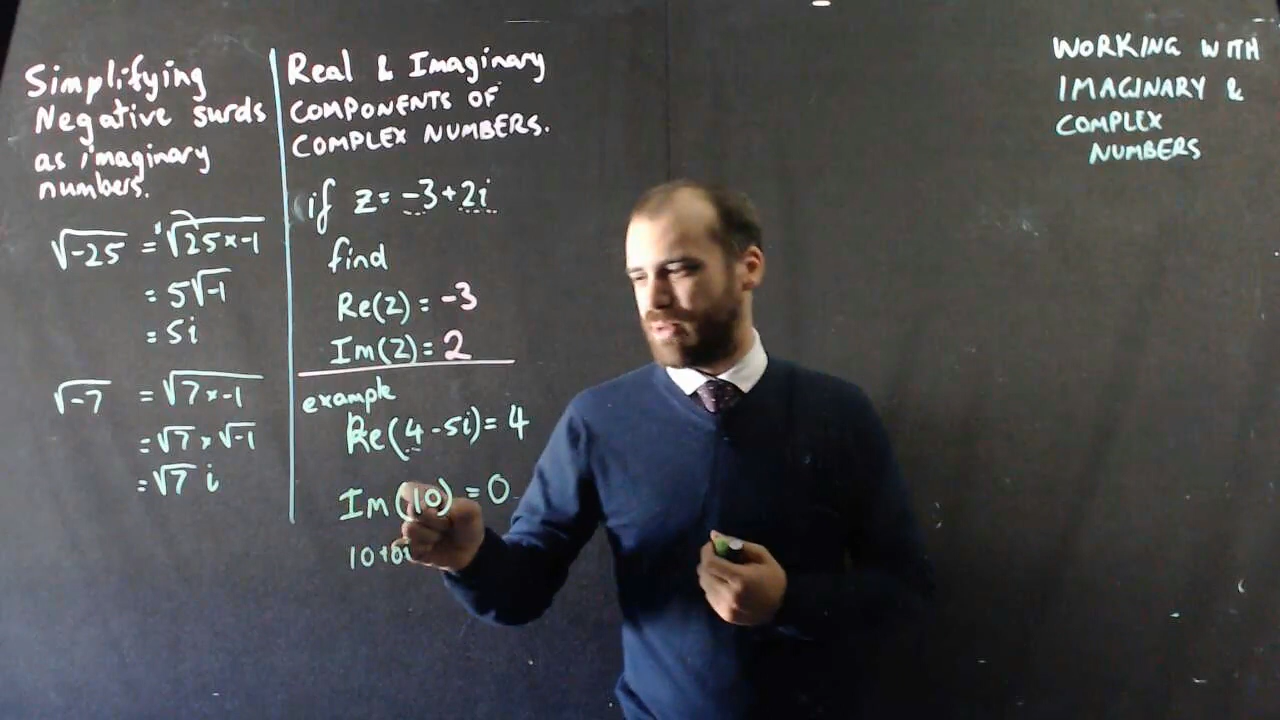 Simplifying
Negative surds
as imaginary
numbers.
√-25 = √25×-1
= 5√-1
= 5i
√-7 = √7×-1
= √7 × √-1
= √7 i
Real & Imaginary
COMPONENTS OF
COMPLEX NUMBERS.
if z = -3+2i
find
Re(z) = -3
Im(z) = 2
example
Re(4-5i) = 4
Im(10) = 0
10+0i
WORKING WITH
IMAGINARY &
COMPLEX
NUMBERS